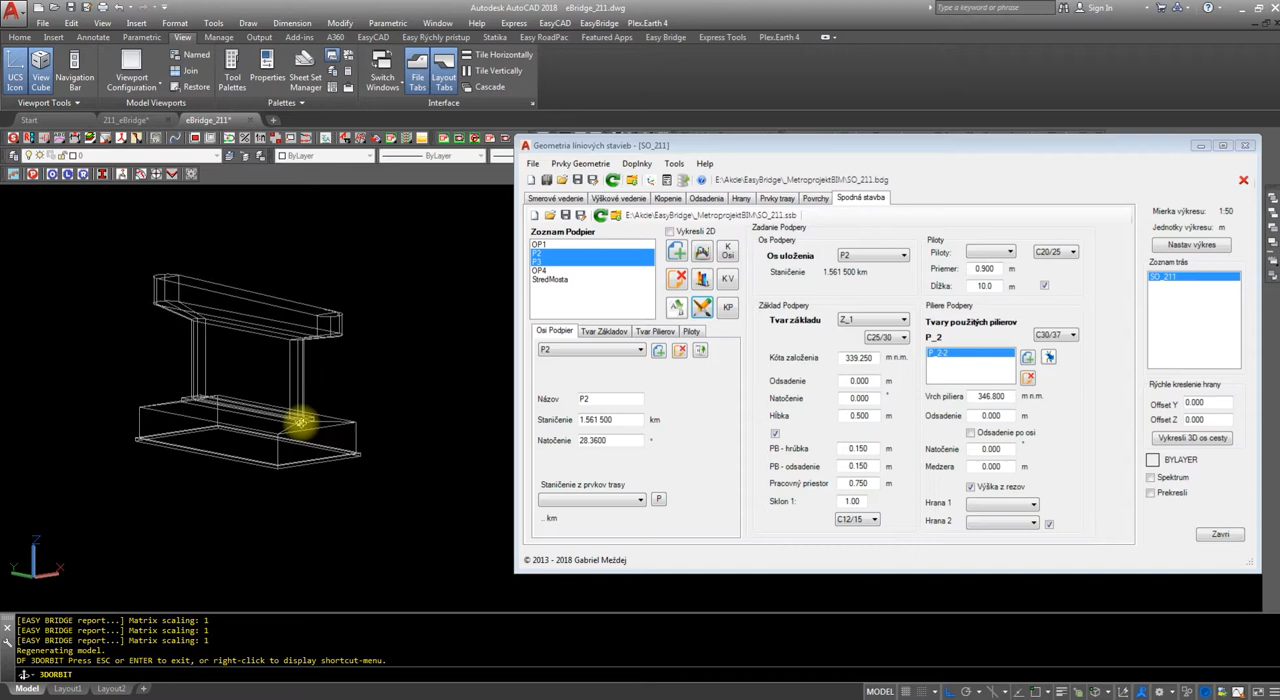 Autodesk AutoCAD 2018   eBridge_211.dwg
Type a keyword or phrase
Sign In
File Edit View Insert Format Tools Draw Dimension Modify Parametric Window Help Express EasyCAD EasyBridge Plex.Earth 4
Home Insert Annotate Parametric View Manage Output Add-ins A360 EasyCAD Easy Rýchly prispur Statika Easy RoadPac Featured Apps Easy Bridge Express Tools Plex.Earth 4
UCS Icon
View Cube
Navigation Bar
Viewport Configuration
Named
Join
Restore
Tool Palettes
Properties
Sheet Set Manager
Switch Windows
File Tabs
Layout Tabs
Tile Horizontally
Tile Vertically
Cascade
Viewport Tools
Model Viewports
Palettes
Interface
Start
211_eBridge*
eBridge_211*
0
ByLayer
ByLayer
Geometria líniových stavieb - [SO_211]
File Prvky Geometrie Doplnky Tools Help
E:\Akcie\EasyBridge\_MetroprojektBIM\SO_211.bdg
Smerové vedenie Výškové vedenie Klopenie Odsadenia Hrany Prvky trasy Povrchy Spodná stavba
E:\Akcie\EasyBridge\_MetroprojektBIM\SO_211.ssb
Zoznam Podpier
Vykresli 2D
OP1
P2
P3
OP4
StredMosta
K Osi
K V
KP
Osi Podpier Tvar Základov Tvar Pilierov Piloty
P2
Názov P2
Staničenie 1.561 500 km
Natočenie 28.3600 °
Staničenie z prvkov trasy
P
.. km
Zadanie Podpery
Os Podpery
Os uloženia P2
Staničenie 1.561 500 km
Základ Podpery
Tvar základu Z_1
C25/30
Kóta založenia 339.250 m n.m.
Odsadenie 0.000 m
Natočenie 0.000 °
Hĺbka 0.500 m
PB - hrúbka 0.150 m
PB - odsadenie 0.150 m
Pracovný priestor 0.750 m
Sklon 1: 1.00
C12/15
Piloty
Piloty: C20/25
Priemer: 0.900 m
Dĺžka: 10.0 m
Piliere Podpery
Tvary použitých pilierov
P_2 C30/37
P_2-2
Vrch piliera 346.800 m n.m.
Odsadenie 0.000 m
Odsadenie po osi
Natočenie 0.000 °
Medzera 0.000 m
Výška z rezov
Hrana 1
Hrana 2
Mierka výkresu: 1:50
Jednotky výkresu: m
Nastav výkres
Zoznam trás
SO_211
Rýchle kreslenie hrany
Offset Y 0.000
Offset Z 0.000
Vykresli 3D os cesty
BYLAYER
Spektrum
Prekresli
Zavri
© 2013 - 2018 Gabriel Meždej
Z
Y
X
[EASY BRIDGE report...] Matrix scaling: 1
[EASY BRIDGE report...] Matrix scaling: 1
[EASY BRIDGE report...] Matrix scaling: 1
Regenerating model.
DF 3DORBIT Press ESC or ENTER to exit, or right-click to display shortcut-menu.
3DORBIT
Model Layout1 Layout2 +
MODEL